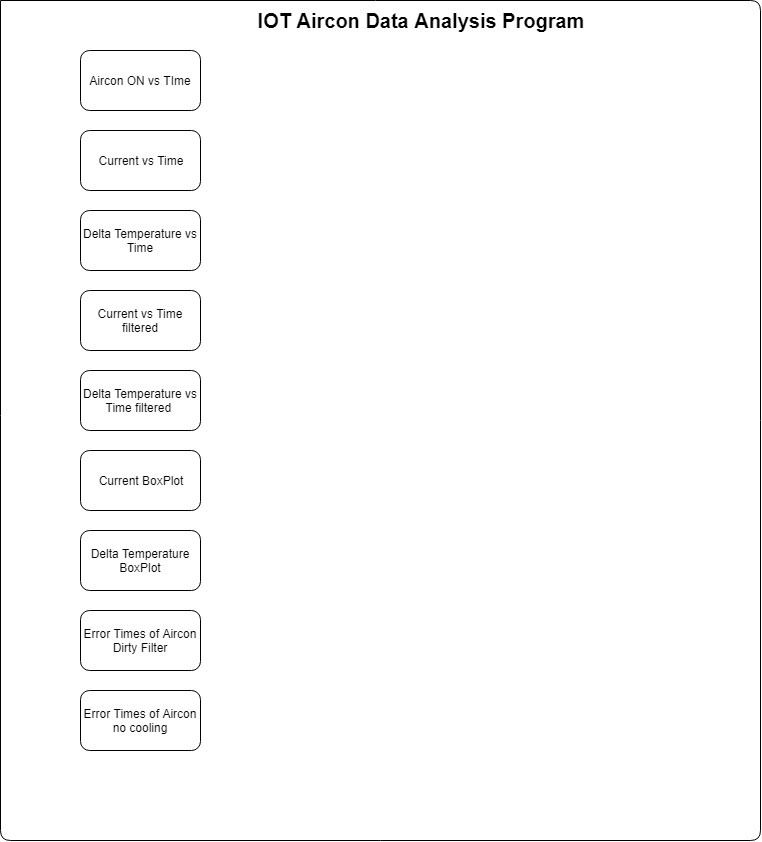 IOT Aircon Data Analysis Program
Aircon ON vs TIme
Current vs Time
Delta Temperature vs
Time
Current vs Time
filtered
Delta Temperature vs
Time filtered
Current BoxPlot
Delta Temperature
BoxPlot
Error Times of Aircon
Dirty Filter
Error Times of Aircon
no cooling